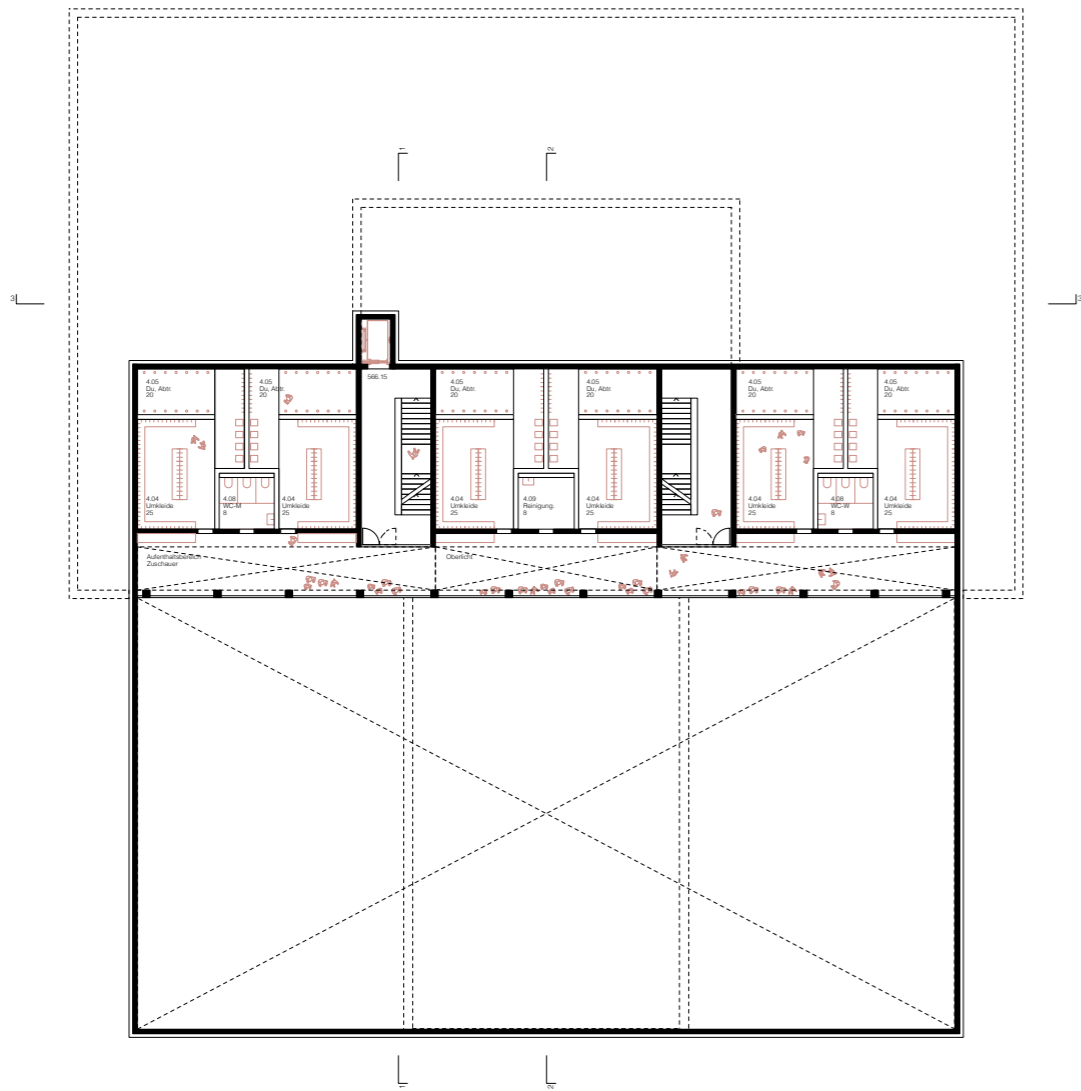 1
2
3
3
566.15
4.05
Du, Abtr.
20
4.05
Du, Abtr.
20
4.05
Du, Abtr.
20
4.05
Du, Abtr.
20
4.05
Du, Abtr.
20
4.05
Du, Abtr.
20
4.04
Umkleide
25
4.08
WC-M
8
4.04
Umkleide
25
4.04
Umkleide
25
4.09
Reinigung.
8
4.04
Umkleide
25
4.04
Umkleide
25
4.08
WC-W
8
4.04
Umkleide
25
Aufenthaltsbereich
Zuschauer
Oberlicht
1
2